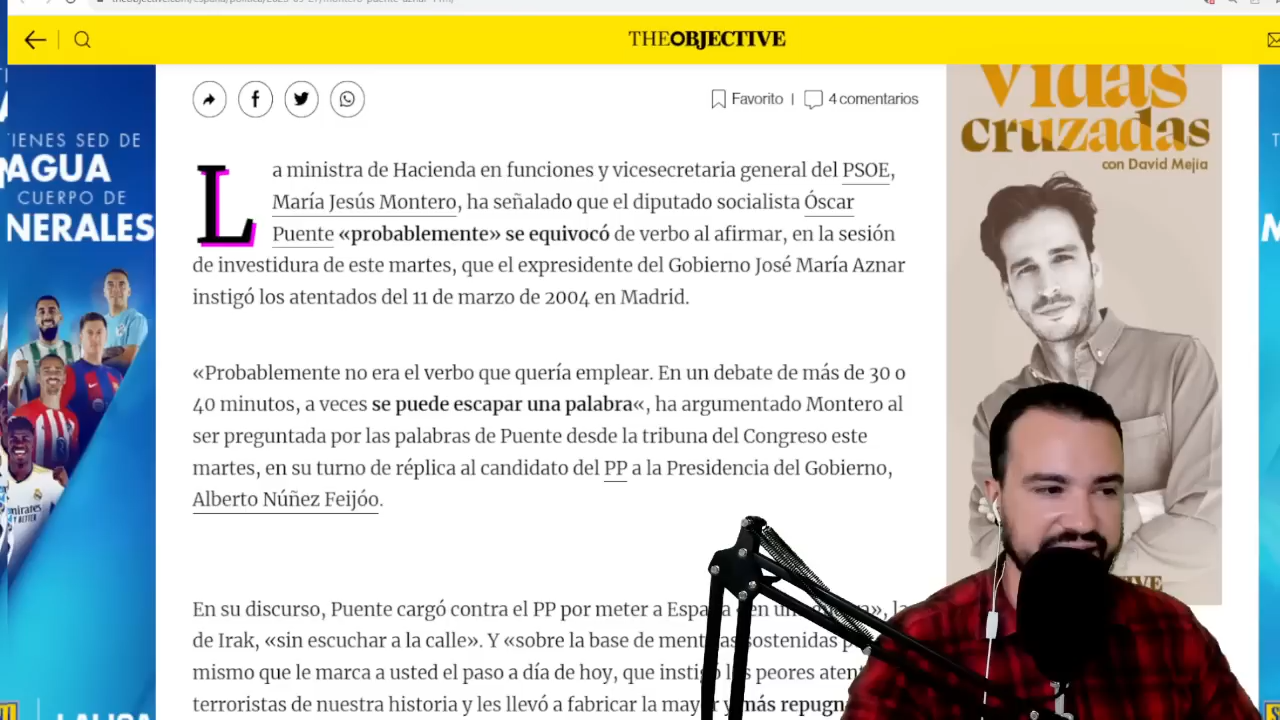 THEOBJECTIVE
Favorito | 4 comentarios
TIENES SED DE
AGUA
CUERPO DE
NERALES
Vidas
cruzadas
con David Mejía
La ministra de Hacienda en funciones y vicesecretaria general del PSOE,
María Jesús Montero, ha señalado que el diputado socialista Óscar
Puente «probablemente» se equivocó de verbo al afirmar, en la sesión
de investidura de este martes, que el expresidente del Gobierno José María Aznar
instigó los atentados del 11 de marzo de 2004 en Madrid.
«Probablemente no era el verbo que quería emplear. En un debate de más de 30 o
40 minutos, a veces se puede escapar una palabra«, ha argumentado Montero al
ser preguntada por las palabras de Puente desde la tribuna del Congreso este
martes, en su turno de réplica al candidato del PP a la Presidencia del Gobierno,
Alberto Núñez Feijóo.
En su discurso, Puente cargó contra el PP por meter a España en
de Irak, «sin escuchar a la calle». Y «sobre la base de sostenidas
mismo que le marca a usted el paso a día de hoy, que peores
terroristas de nuestra historia y les llevó a fabricar la más